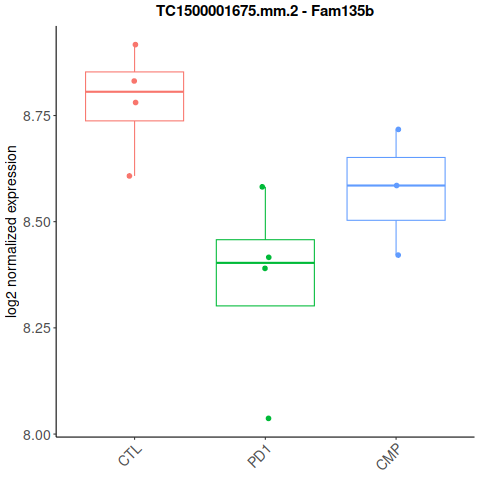 TC1500001675.mm.2 - Fam135b
log2 normalized expression
8.75
8.50
8.25
8.00
CTL
PD1
CMP